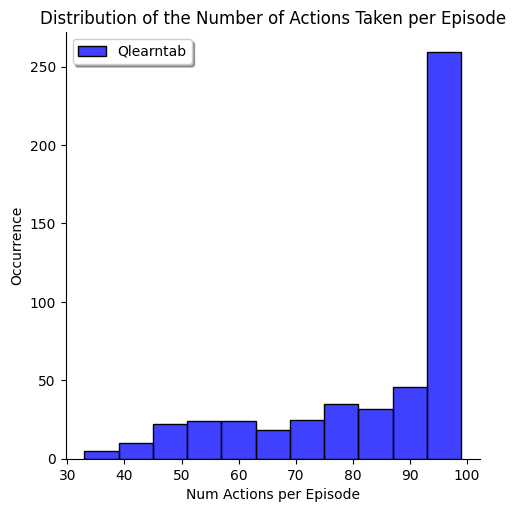 Distribution of the Number of Actions Taken per Episode
Qlearntab
Occurrence
250
200
150
100
50
0
30 40 50 60 70 80 90 100
Num Actions per Episode